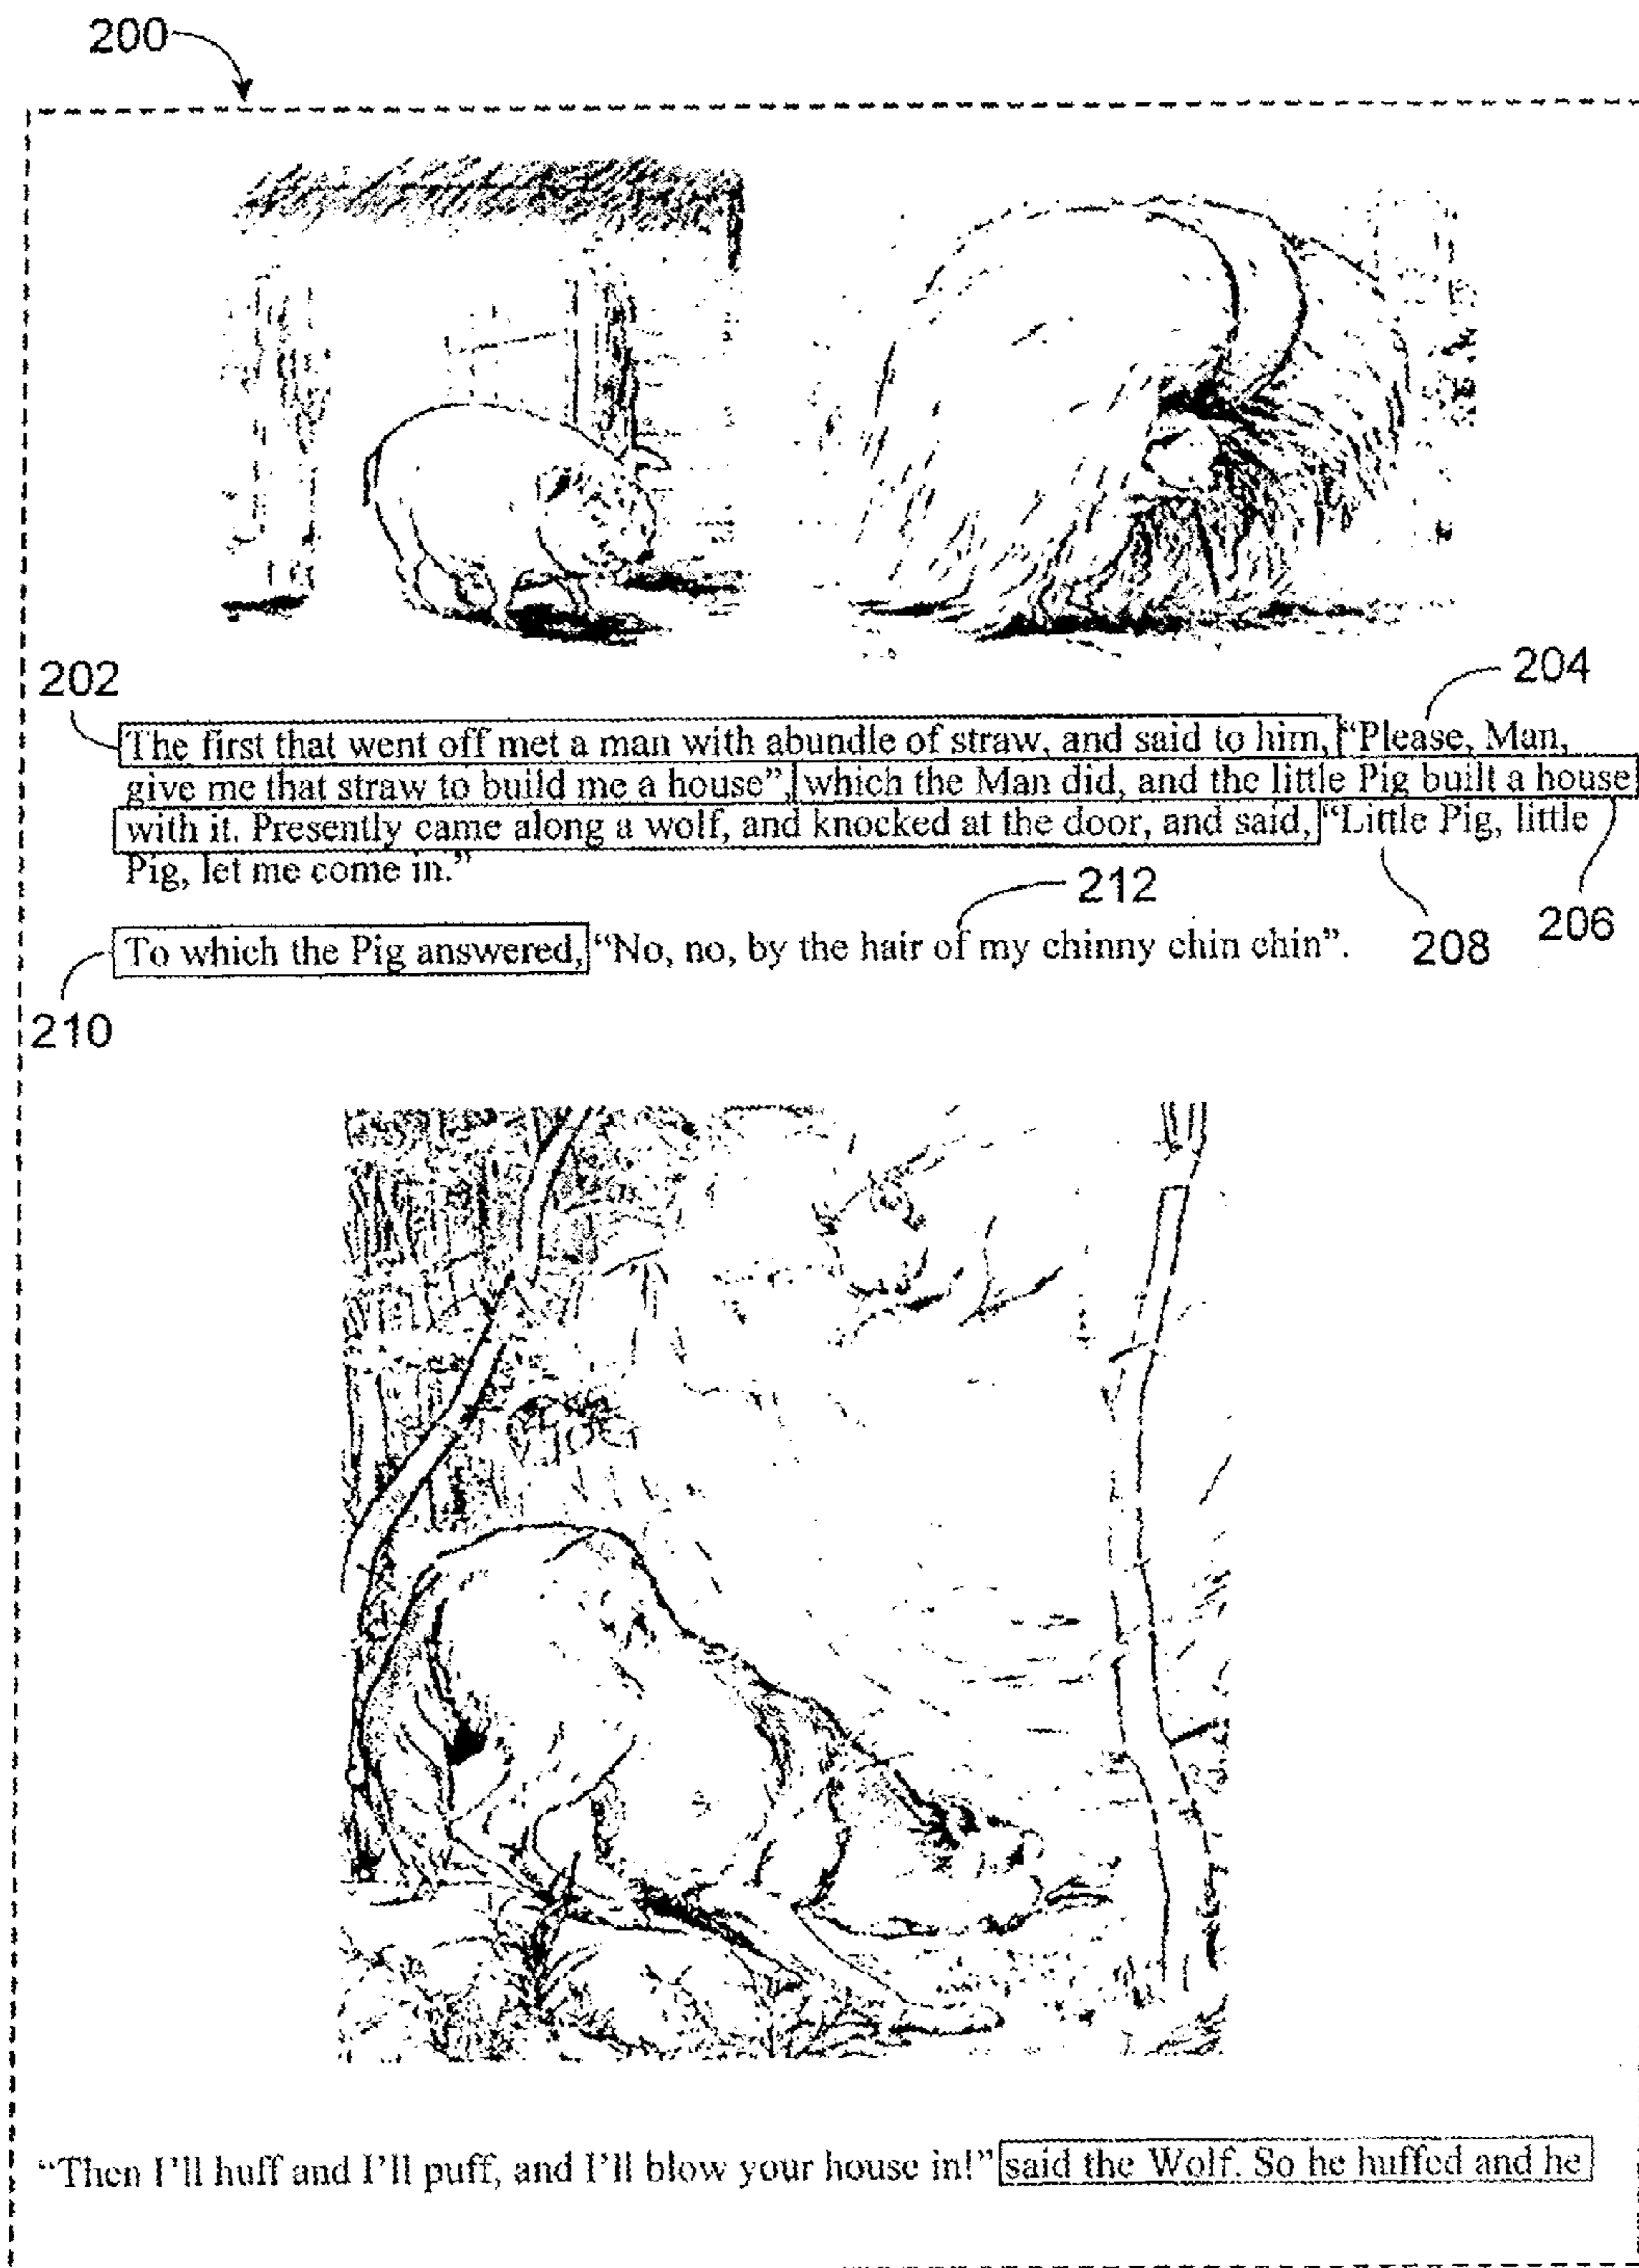 200
202
204
The first that went off met a man with abundle of straw, and said to him, “Please, Man,
give me that straw to build me a house”, which the Man did, and the little Pig built a house
with it. Presently came along a wolf, and knocked at the door, and said, “Little Pig, little
Pig, let me come in.”
212
206
208
To which the Pig answered, “No, no, by the hair of my chinny chin chin”.
210
“Then I’ll huff and I’ll puff, and I’ll blow your house in!” said the Wolf. So he huffed and he